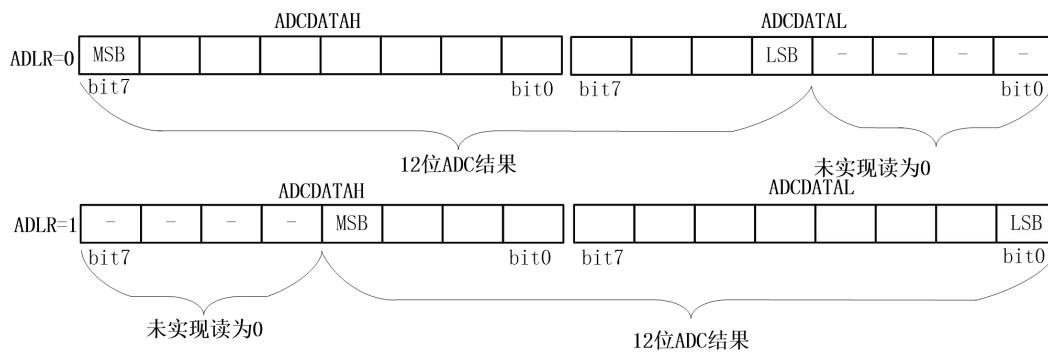 ADCDATAH ADCDATAL
ADLR=0 MSB LSB - - - -
bit7 bit0 bit7 bit0
12位ADC结果 未实现读为0
ADCDATAH ADCDATAL
ADLR=1 - - - - MSB LSB
bit7 bit0 bit7 bit0
未实现读为0 12位ADC结果